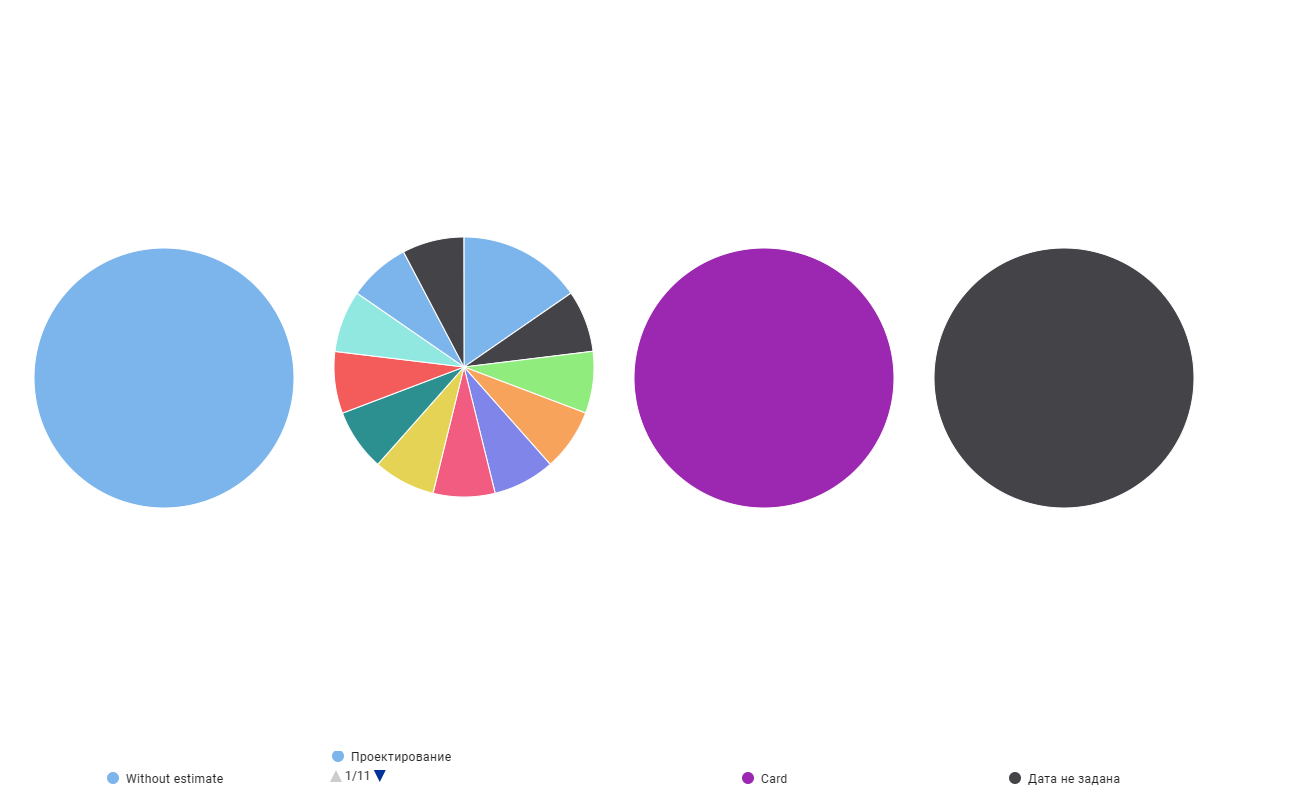 Without estimate
Проектирование
1/11
Card
Дата не задана